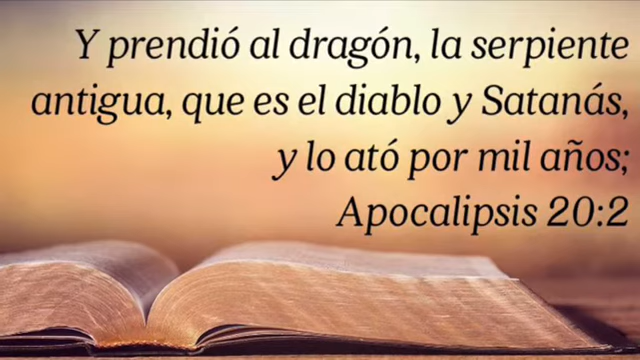 Y prendió al dragón, la serpiente
antigua, que es el diablo y Satanás,
y lo ató por mil años;
Apocalipsis 20:2